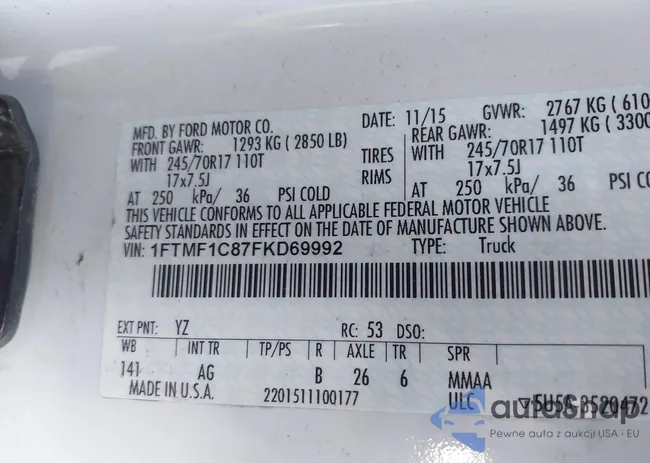 MFD. BY FORD MOTOR CO.
DATE: 11/15 GVWR: 2767 KG ( 610
FRONT GAWR: 1293 KG ( 2850 LB)
REAR GAWR: 1497 KG ( 3300
WITH 245/70R17 110T TIRES WITH 245/70R17 110T
17x7.5J RIMS 17x7.5J
AT 250 kPa/ 36 PSI COLD AT 250 kPa/ 36 PSI COLD
THIS VEHICLE CONFORMS TO ALL APPLICABLE FEDERAL MOTOR VEHICLE
SAFETY STANDARDS IN EFFECT ON THE DATE OF MANUFACTURE SHOWN ABOVE.
VIN: 1FTMF1C87FKD69992 TYPE: Truck
EXT PNT: YZ RC: 53 DSO:
WB INT TR TP/PS R AXLE TR SPR
141 AG B 26 6 MMAA
MADE IN U.S.A. 2201511100177 ULC
autosnap
Pewne auta z aukcji USA i EU